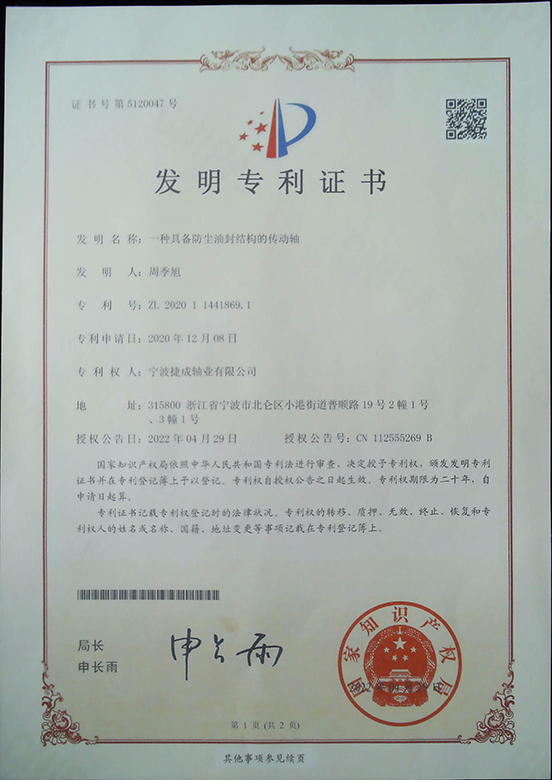 证书号第5120047号
发明专利证书
发明名称：一种具备防尘油封结构的传动轴
发明人：周季旭
专利号：ZL 2020 1 1441869.1
专利申请日：2020年12月08日
专利权人：宁波捷成轴业有限公司
地址：315800 浙江省宁波市北仑区小港街道普顺路19号2幢1号
、3幢1号
授权公告日：2022年04月29日 授权公告号：CN 112555269 B
国家知识产权局依照中华人民共和国专利法进行审查，决定授予专利权，颁发发明专利
证书并在专利登记簿上予以登记。专利权自授权公告之日起生效。专利权期限为二十年，自
申请日起算。
专利证书记载专利权登记时的法律状况。专利权的转移、质押、无效、终止、恢复和专
利权人的姓名或名称、国籍、地址变更等事项记载在专利登记簿上。
局长
申长雨
申长雨
国家知识产权局
第 1 页 (共 2 页)
其他事项参见续页